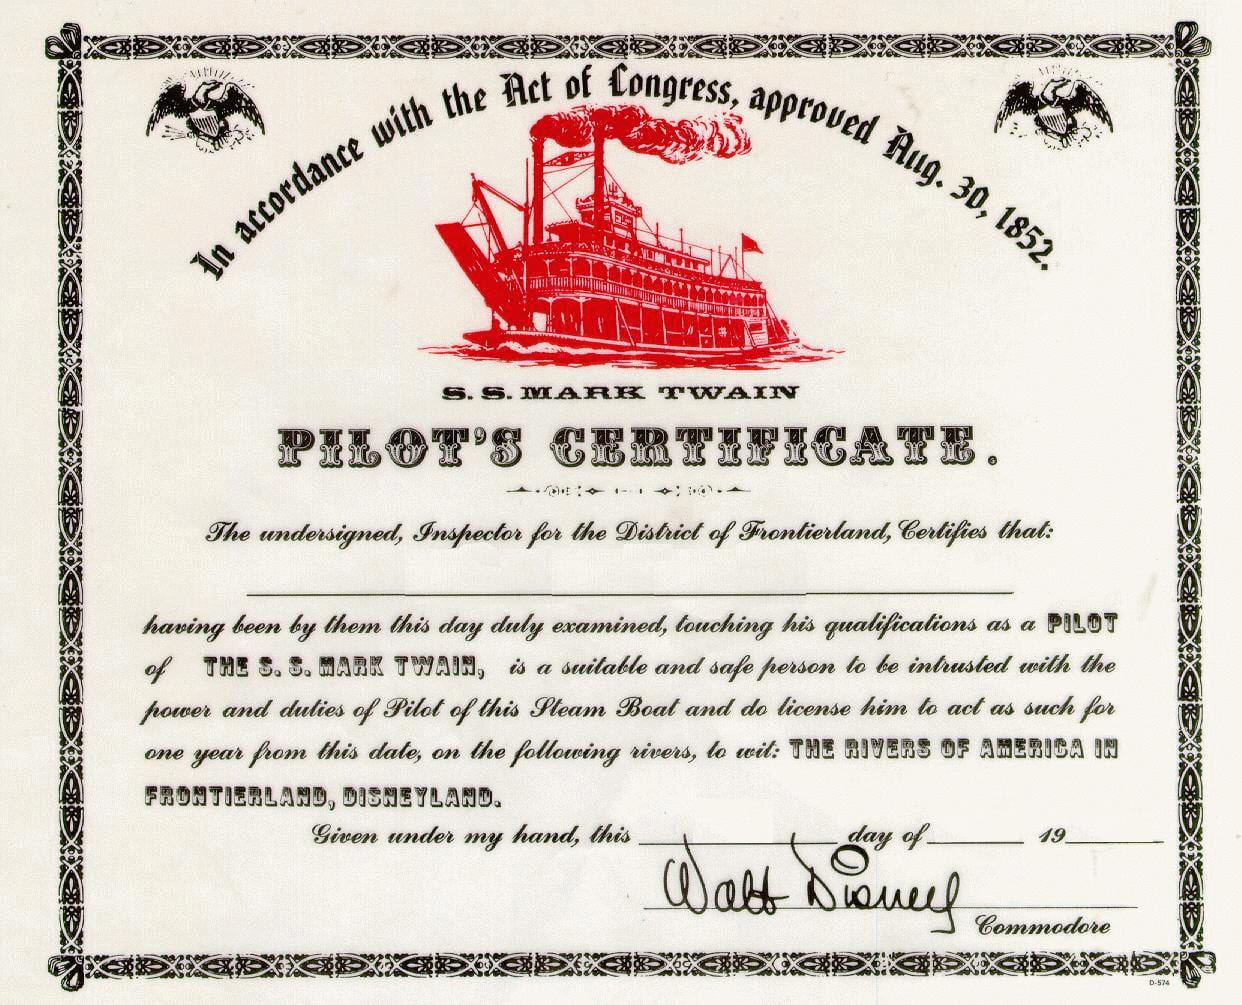 In accordance with the Act of Congress, approved Aug. 30, 1852.
S. S. MARK TWAIN
PILOT'S CERTIFICATE.
The undersigned, Inspector for the District of Frontierland, Certifies that:
having been by them this day duly examined, touching his qualifications as a PILOT
of THE S. S. MARK TWAIN, is a suitable and safe person to be intrusted with the
power and duties of Pilot of this Steam Boat and do license him to act as such for
one year from this date, on the following rivers, to wit: THE RIVERS OF AMERICA IN
FRONTIERLAND, DISNEYLAND.
Given under my hand, this day of 19
Walt Disney
Commodore
D-574